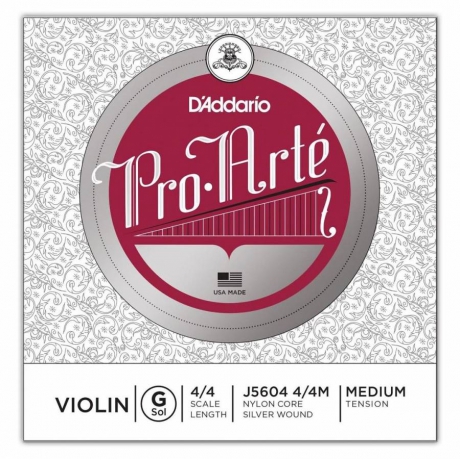 D'Addario
Pro·Arté
USA MADE
VIOLIN
G
Sol
4/4
SCALE
LENGTH
J5604 4/4M
NYLON CORE
SILVER WOUND
MEDIUM
TENSION